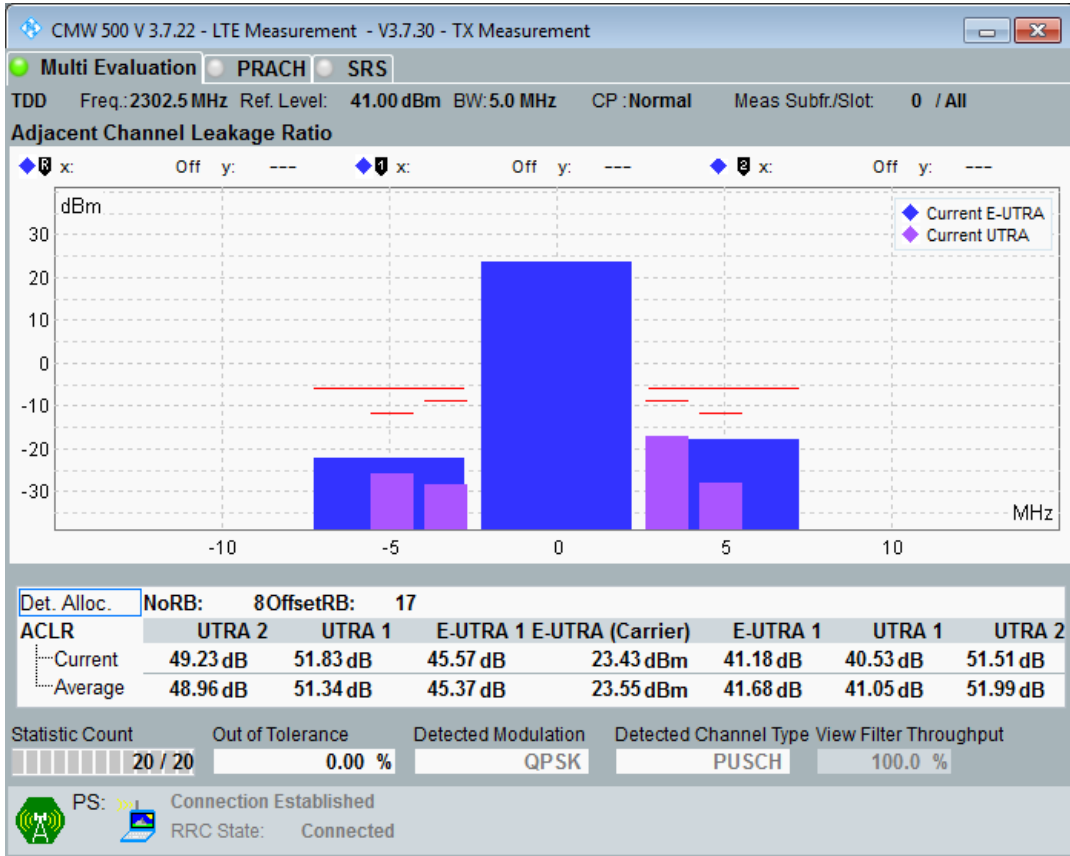 CMW 500 V 3.7.22 - LTE Measurement - V3.7.30 - TX Measurement
Multi Evaluation PRACH SRS
TDD Freq.: 2302.5 MHz Ref. Level: 41.00 dBm BW: 5.0 MHz CP : Normal Meas Subfr./Slot: 0 / All
Adjacent Channel Leakage Ratio
R x: Off y: --- 1 x: Off y: --- 2 x: Off y: ---
dBm
Current E-UTRA
Current UTRA
30
20
10
0
-10
-20
-30
MHz
-10 -5 0 5 10
Det. Alloc. NoRB: 8 OffsetRB: 17
ACLR UTRA 2 UTRA 1 E-UTRA 1 E-UTRA (Carrier) E-UTRA 1 UTRA 1 UTRA 2
Current 49.23 dB 51.83 dB 45.57 dB 23.43 dBm 41.18 dB 40.53 dB 51.51 dB
Average 48.96 dB 51.34 dB 45.37 dB 23.55 dBm 41.68 dB 41.05 dB 51.99 dB
Statistic Count Out of Tolerance Detected Modulation Detected Channel Type View Filter Throughput
20 / 20 0.00 % QPSK PUSCH 100.0 %
PS: Connection Established
RRC State: Connected